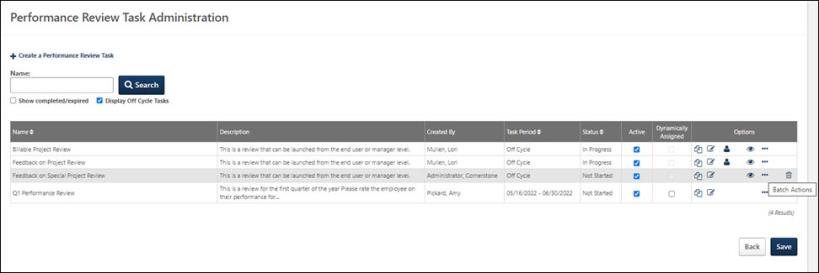 Performance Review Task Administration
Create a Performance Review Task
Name:
Search
Show completed/expired Display Off Cycle Tasks
Name Description Created By Task Period Status Active Dynamically Assigned Options
Billable Project Review This is a review that can be launched from the end user or manager level. Mullen, Lori Off Cycle In Progress
Feedback on Project Review This is a review that can be launched from the end user or manager level. Mullen, Lori Off Cycle In Progress
Feedback on Special Project Review This is a review that can be launched from the end user or manager level. Administrator, Cornerstone Off Cycle Not Started
Q1 Performance Review This is a review for the first quarter of the year Please rate the employee on their performance for... Pickard, Amy 05/16/2022 - 06/30/2022 Not Started
Batch Actions
(4 Results)
Back Save